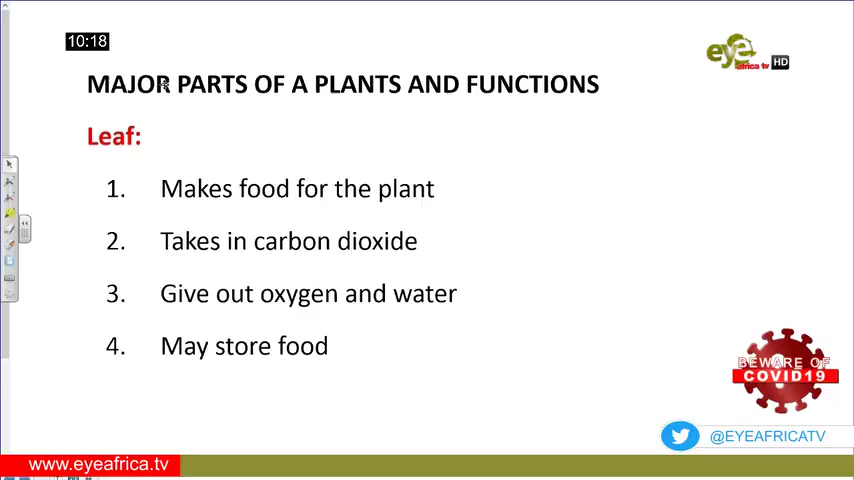 10:18
eye
africa tv HD
MAJOR PARTS OF A PLANTS AND FUNCTIONS
Leaf:
1. Makes food for the plant
2. Takes in carbon dioxide
3. Give out oxygen and water
4. May store food
BEWARE OF
COVID19
@EYEAFRICATV
www.eyeafrica.tv